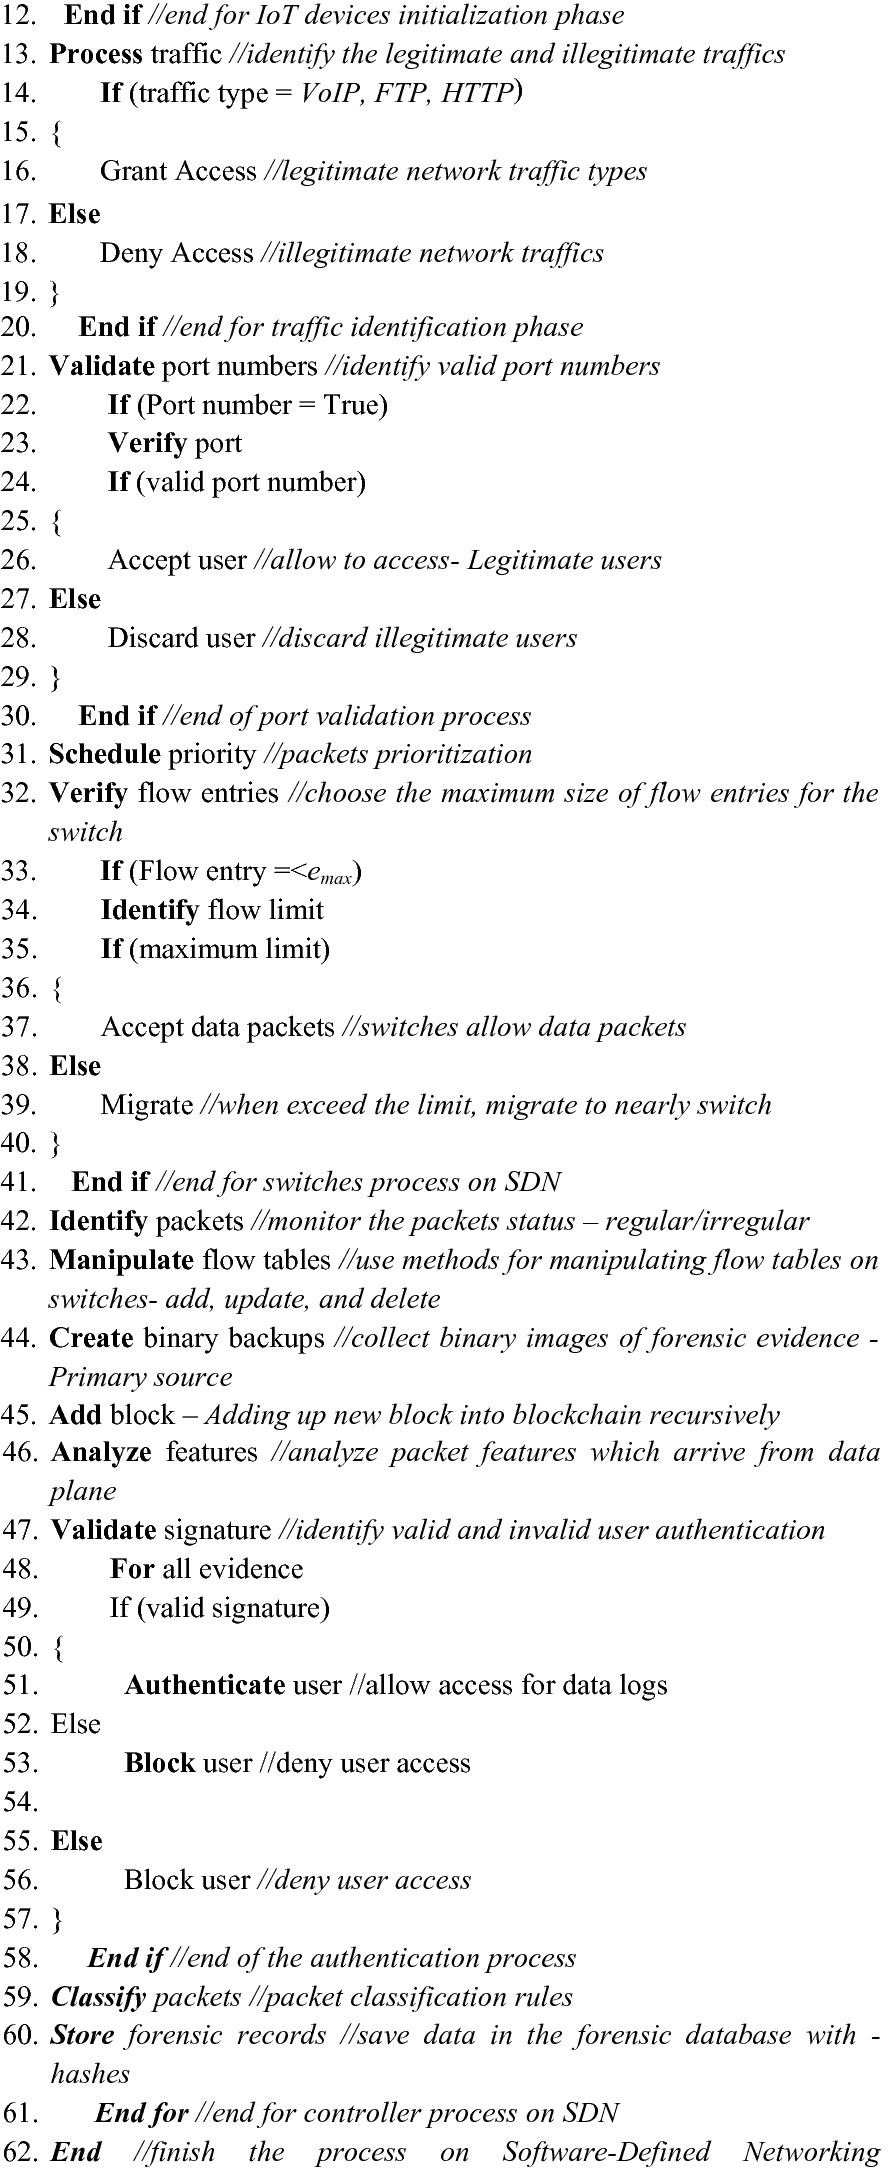 12. End if //end for IoT devices initialization phase
13. Process traffic //identify the legitimate and illegitimate traffics
14. If (traffic type = VoIP, FTP, HTTP)
15. {
16. Grant Access //legitimate network traffic types
17. Else
18. Deny Access //illegitimate network traffics
19. }
20. End if //end for traffic identification phase
21. Validate port numbers //identify valid port numbers
22. If (Port number = True)
23. Verify port
24. If (valid port number)
25. {
26. Accept user //allow to access- Legitimate users
27. Else
28. Discard user //discard illegitimate users
29. }
30. End if //end of port validation process
31. Schedule priority //packets prioritization
32. Verify flow entries //choose the maximum size of flow entries for the
switch
33. If (Flow entry =<emax)
34. Identify flow limit
35. If (maximum limit)
36. {
37. Accept data packets //switches allow data packets
38. Else
39. Migrate //when exceed the limit, migrate to nearly switch
40. }
41. End if //end for switches process on SDN
42. Identify packets //monitor the packets status – regular/irregular
43. Manipulate flow tables //use methods for manipulating flow tables on
switches- add, update, and delete
44. Create binary backups //collect binary images of forensic evidence -
Primary source
45. Add block – Adding up new block into blockchain recursively
46. Analyze features //analyze packet features which arrive from data
plane
47. Validate signature //identify valid and invalid user authentication
48. For all evidence
49. If (valid signature)
50. {
51. Authenticate user //allow access for data logs
52. Else
53. Block user //deny user access
54.
55. Else
56. Block user //deny user access
57. }
58. End if //end of the authentication process
59. Classify packets //packet classification rules
60. Store forensic records //save data in the forensic database with -
hashes
61. End for //end for controller process on SDN
62. End //finish the process on Software-Defined Networking